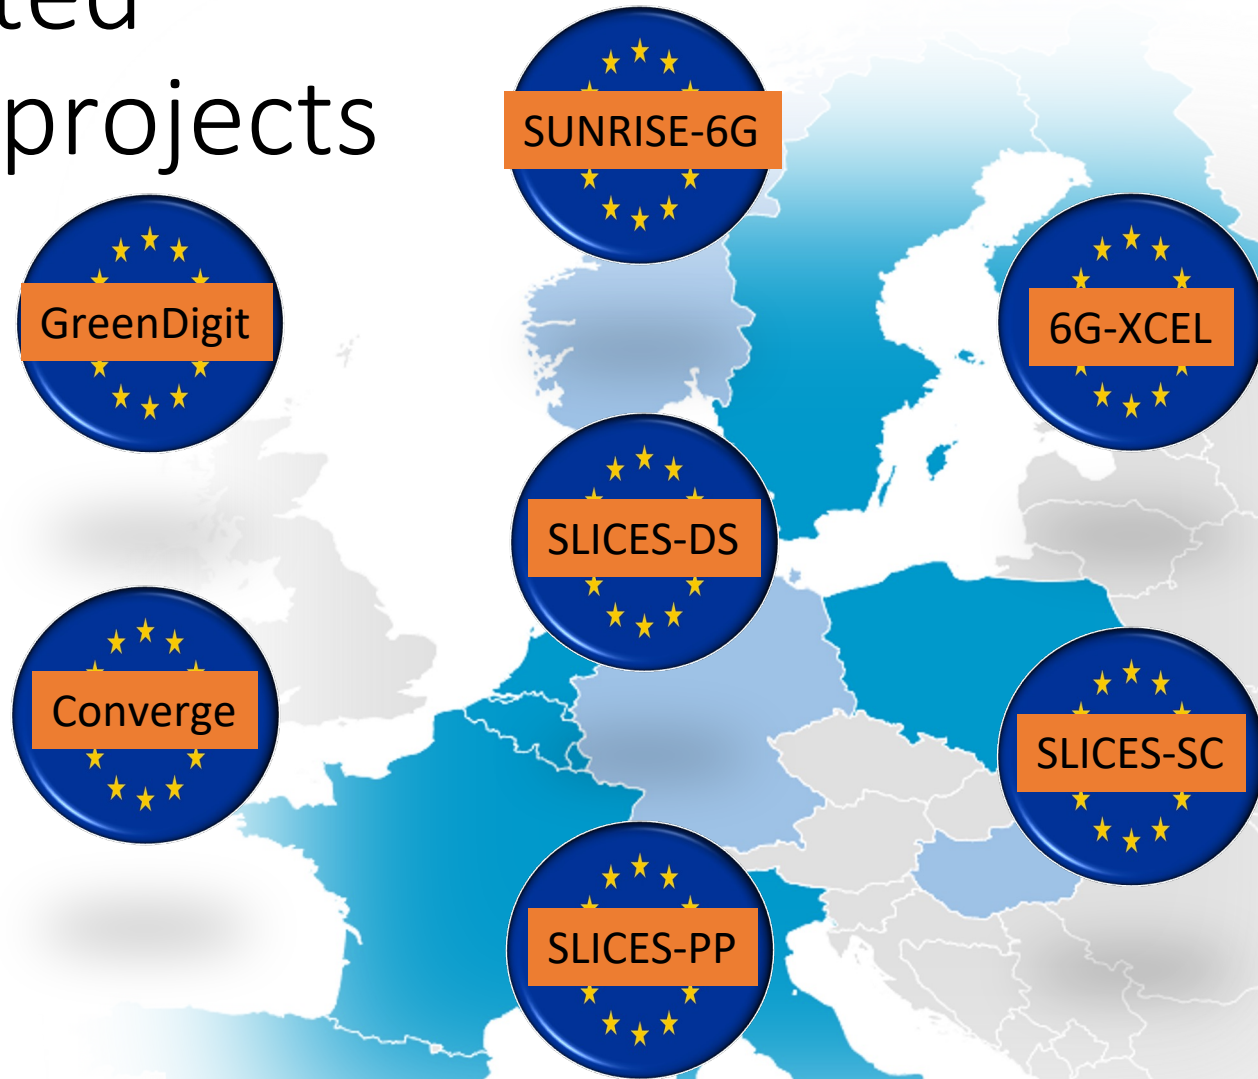 projects
SUNRISE-6G
GreenDigit
6G-XCEL
SLICES-DS
Converge
SLICES-SC
SLICES-PP